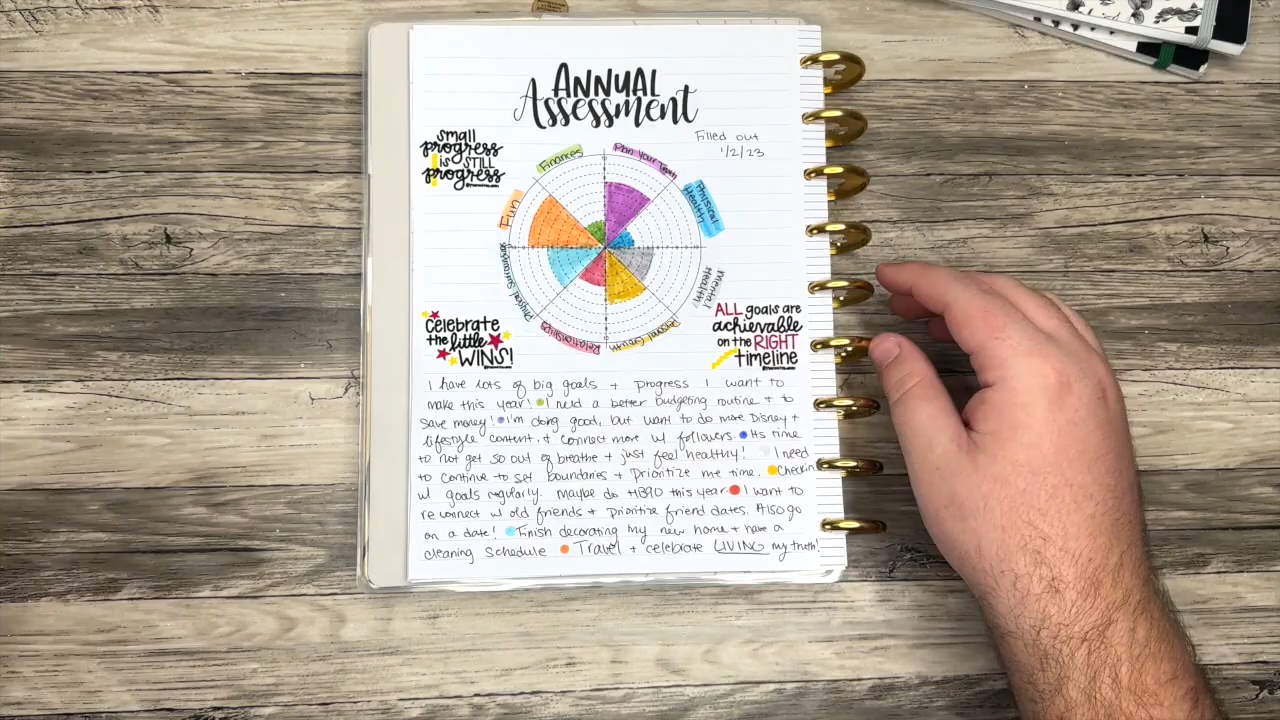 ANNUAL
Assessment
Filled out
1/2/23
small
progress
is STILL
progress
Finances
Plan Your
Physical
Health
Mental
Health
Relationships
Physical
Fun
Celebrate
the little
WINS!
ALL goals are
achievable
on the RIGHT
timeline
I have lots of big goals + progress I want to
make this year! I need a better budgeting routine + to
save money! I'm doing good, but want to do more Disney +
lifestyle content + connect more w/ followers. Its time
to not get so out of breathe + just feel healthy! I need
to continue to set boundaries + prioritize me time. Checkin
w/ goals regularly. Maybe do HB90 this year. I want to
reconnect w/ old friends + prioritize friend dates. Also go
on a date! Finish decorating my new home + have a
cleaning schedule Travel + celebrate LIVING my truth!